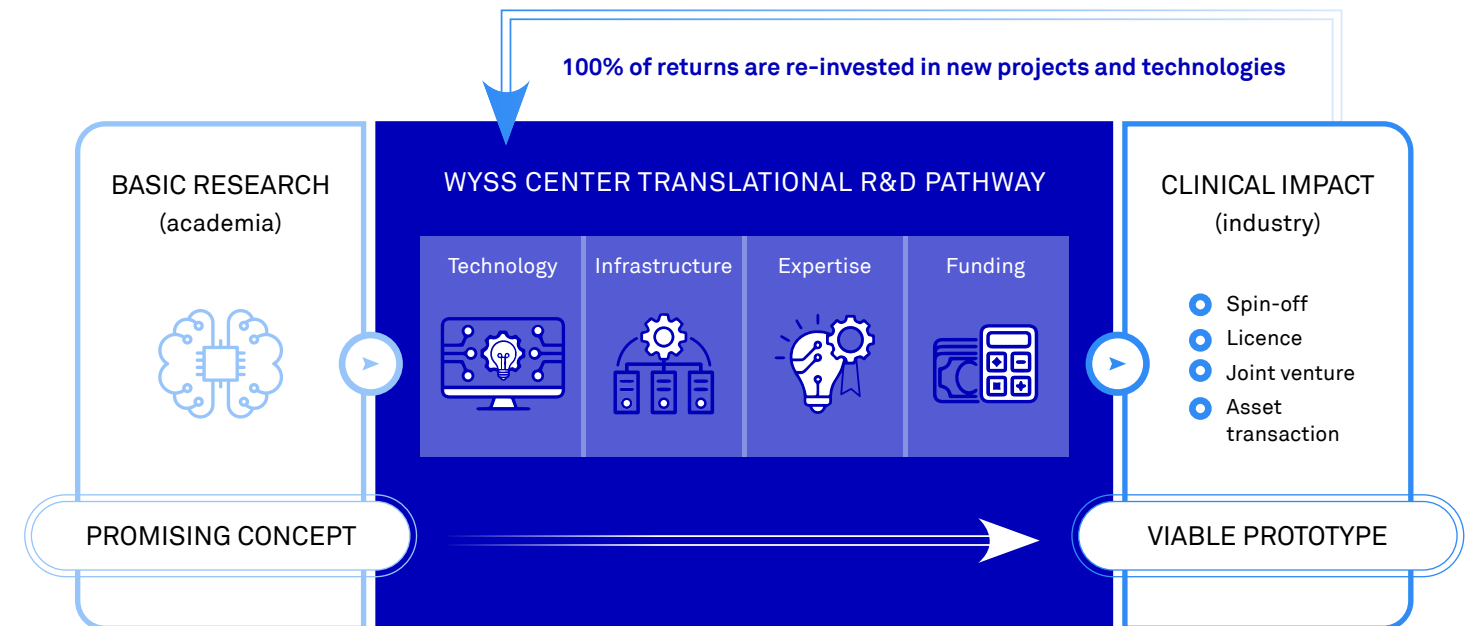 100% of returns are re-invested in new projects and technologies
BASIC RESEARCH
(academia)
WYSS CENTER TRANSLATIONAL R&D PATHWAY
Technology
Infrastructure
Expertise
Funding
CLINICAL IMPACT
(industry)
Spin-off
Licence
Joint venture
Asset
transaction
PROMISING CONCEPT
VIABLE PROTOTYPE